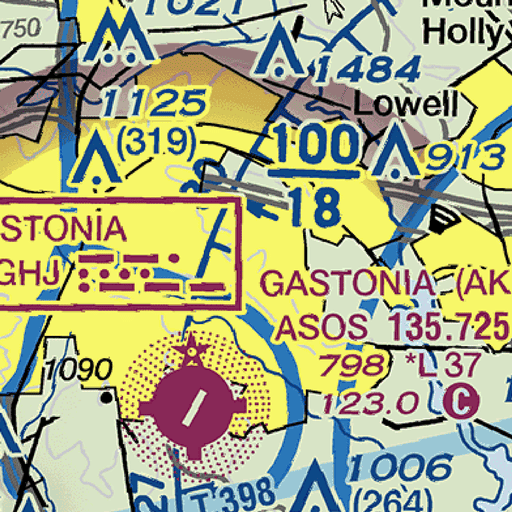 1621
750
Holly
1484
1125
(319)
Lowell
100
18
913
STONIA
GHJ
GASTONIA (AK
ASOS 135.725
798 *L 37
123.0 C
1090
1006
(264)
T 398